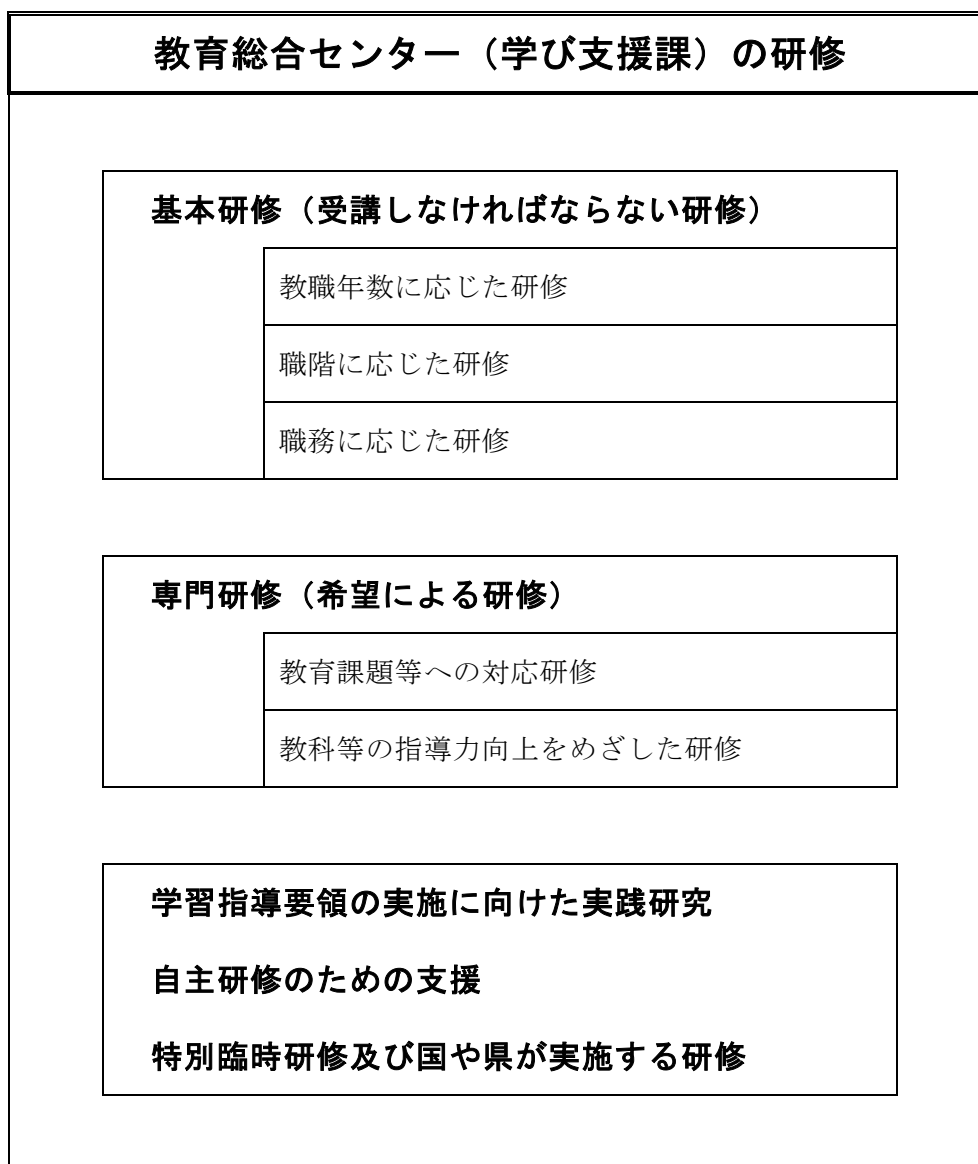 教育総合センター（学び支援課）の研修
基本研修（受講しなければならない研修）
教職年数に応じた研修
職階に応じた研修
職務に応じた研修
専門研修（希望による研修）
教育課題等への対応研修
教科等の指導力向上をめざした研修
学習指導要領の実施に向けた実践研究
自主研修のための支援
特別臨時研修及び国や県が実施する研修